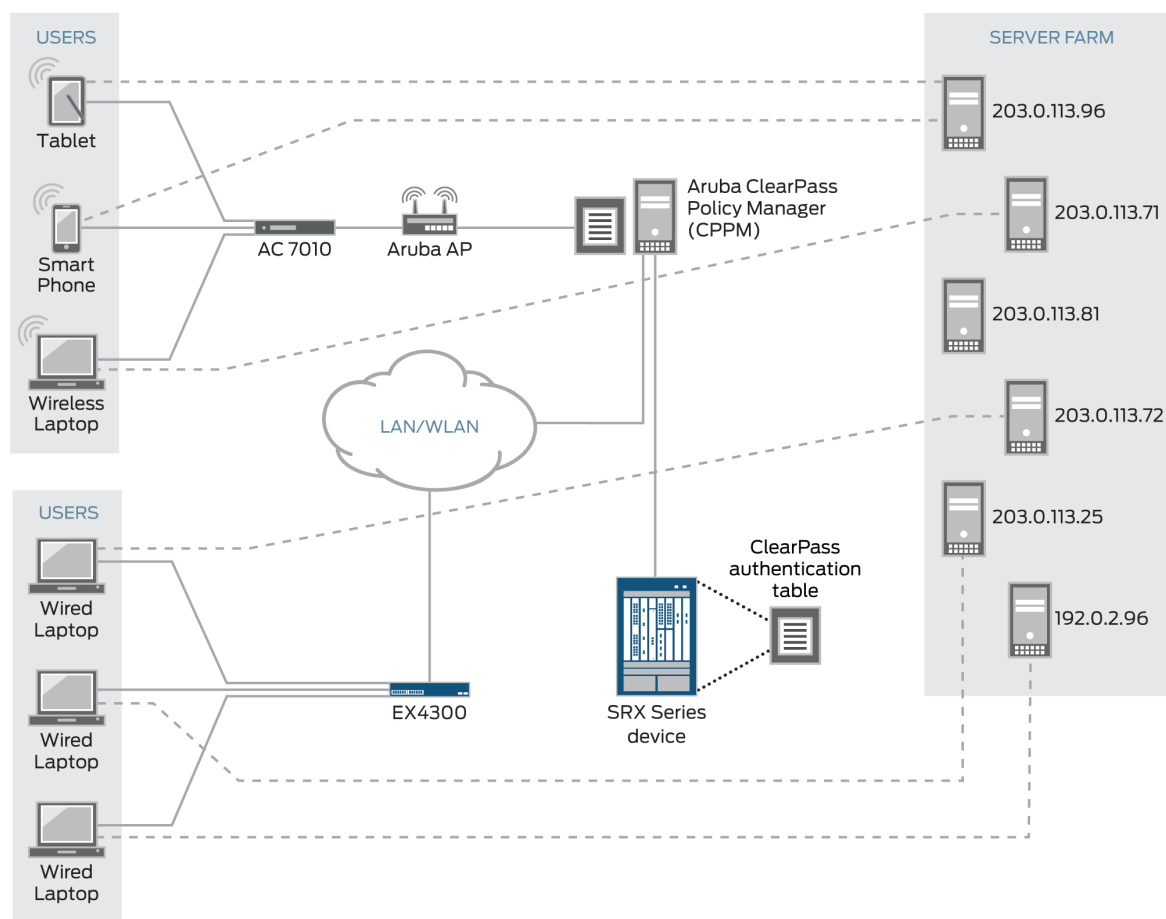 USERS
Tablet
Smart
Phone
Wireless
Laptop
AC 7010
Aruba AP
Aruba ClearPass
Policy Manager
(CPPM)
LAN/WLAN
USERS
Wired
Laptop
Wired
Laptop
Wired
Laptop
EX4300
SRX Series
device
ClearPass
authentication
table
SERVER FARM
203.0.113.96
203.0.113.71
203.0.113.81
203.0.113.72
203.0.113.25
192.0.2.96